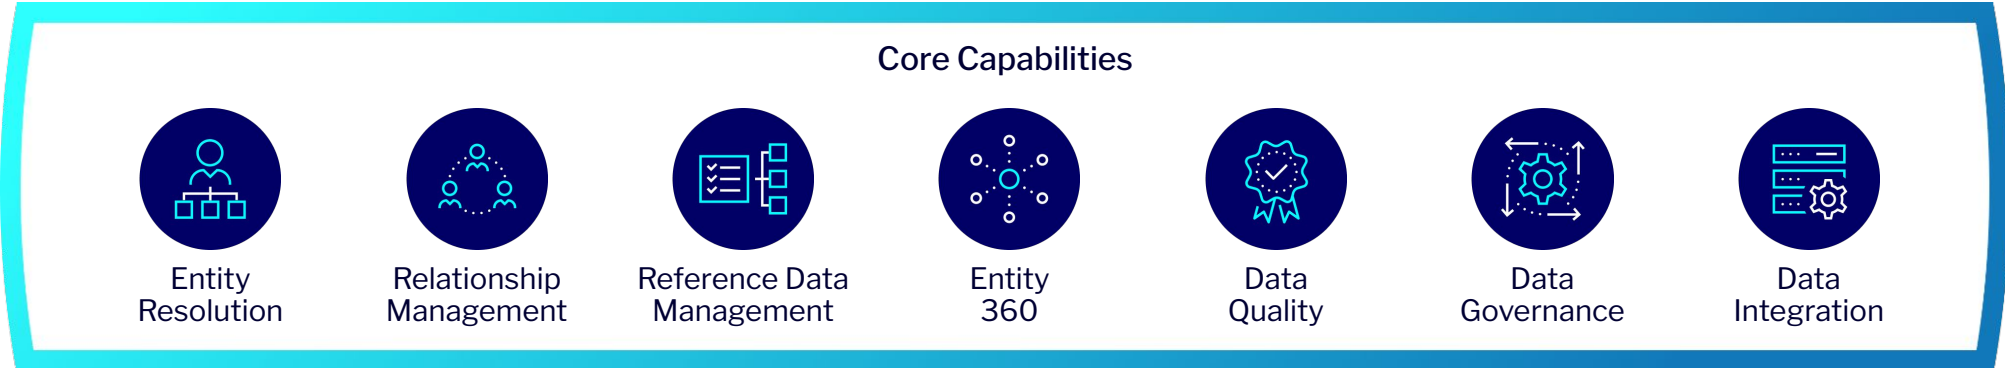 Core Capabilities
Entity
Resolution
Relationship
Management
Reference Data
Management
Entity
360
Data
Quality
Data
Governance
Data
Integration